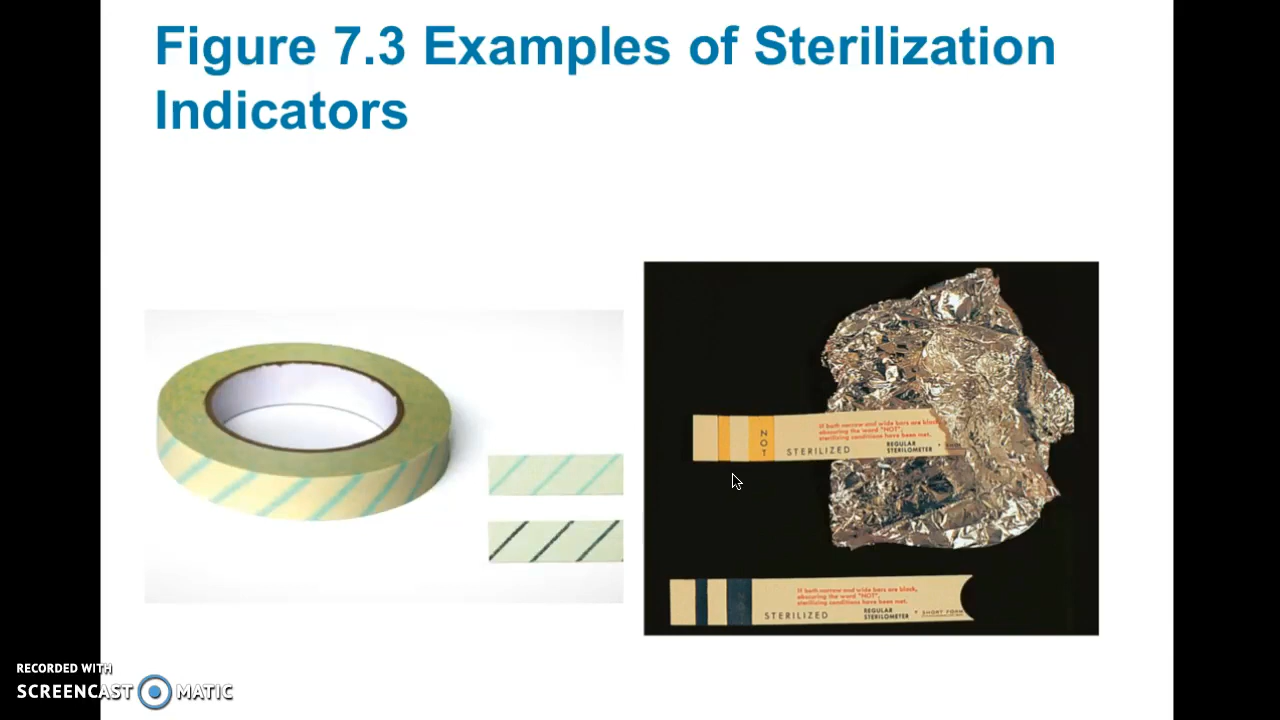 Figure 7.3 Examples of Sterilization
Indicators
NOT
STERILIZED
If both narrow and wide bars are black,
obscuring the word "NOT",
sterilizing conditions have been met.
REGULAR
STERILOMETER
If both narrow and wide bars are black,
obscuring the word "NOT",
sterilizing conditions have been met.
STERILIZED
REGULAR
STERILOMETER
• SHORT FORM
RECORDED WITH
SCREENCAST MATIC